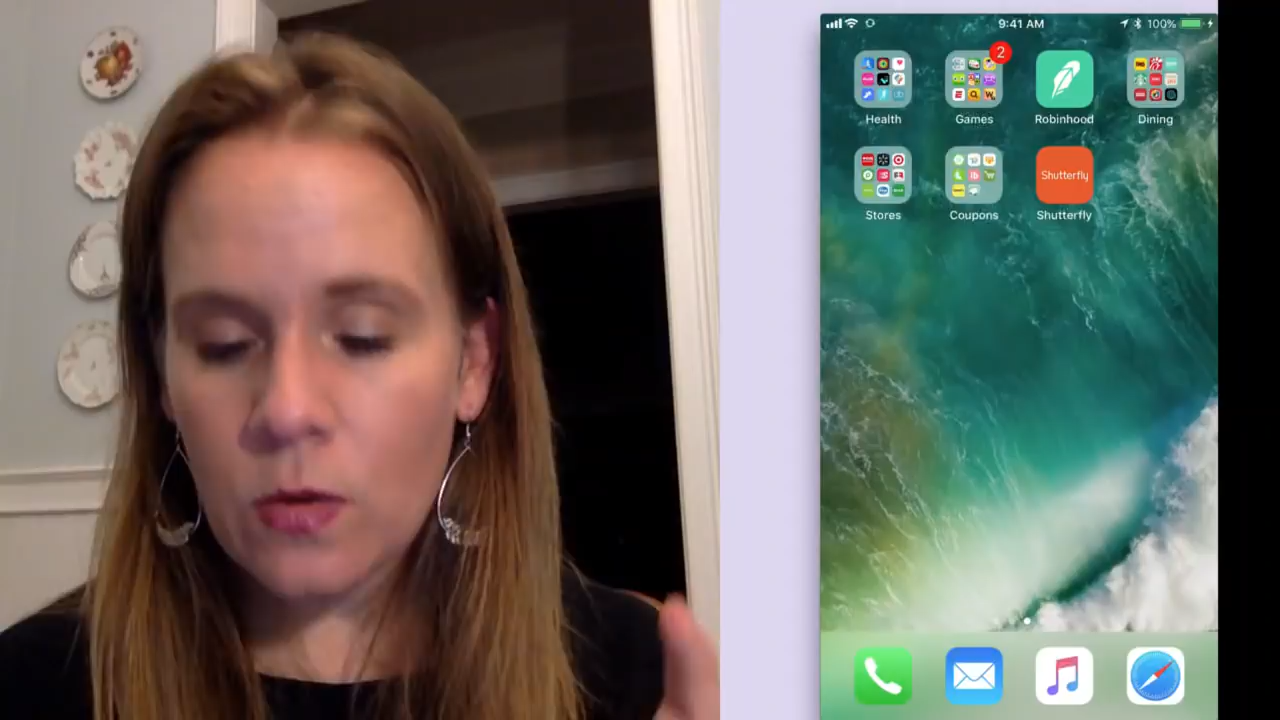 9:41 AM
100%
2
Health
Games
Robinhood
Dining
Shutterfly
Stores
Coupons
Shutterfly